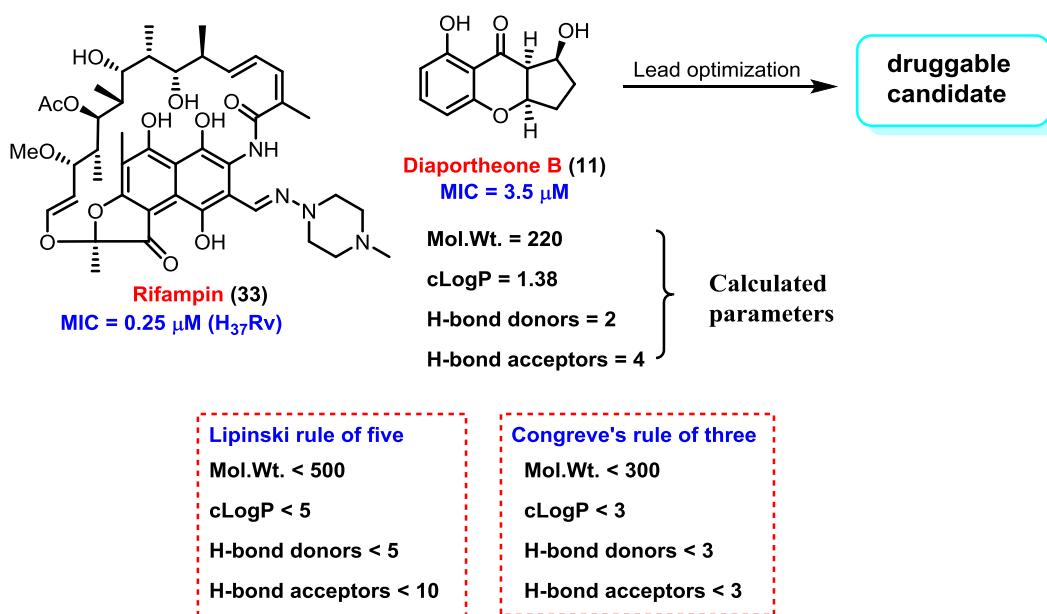 HO
OH
OH
AcO
MeO
OH
OH
O
NH
N
N
N
O
O
O
OH
Rifampin (33)
MIC = 0.25 μM (H₃₇Rv)
OH
O
H
OH
O
H
Diaportheone B (11)
MIC = 3.5 μM
Lead optimization
druggable
candidate
Mol.Wt. = 220
cLogP = 1.38
H-bond donors = 2
H-bond acceptors = 4
Calculated
parameters
Lipinski rule of five
Mol.Wt. < 500
cLogP < 5
H-bond donors < 5
H-bond acceptors < 10
Congreve's rule of three
Mol.Wt. < 300
cLogP < 3
H-bond donors < 3
H-bond acceptors < 3